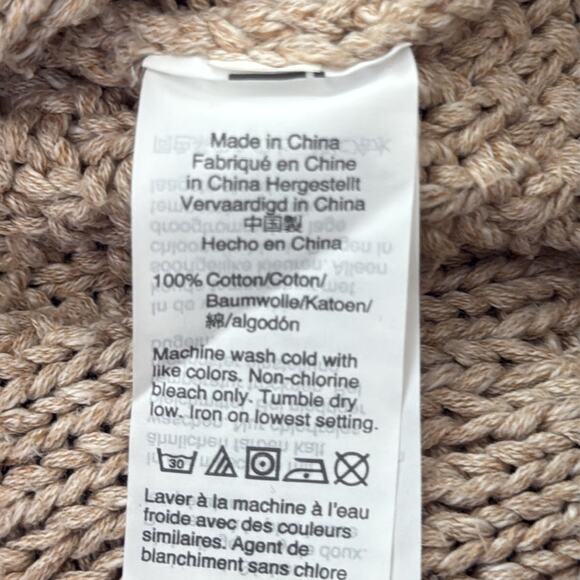 Made in China
Fabriqué en Chine
in China Hergestellt
Vervaardigd in China
中国製
Hecho en China
100% Cotton/Coton/
Baumwolle/Katoen/
綿/algodón
Machine wash cold with
like colors. Non-chlorine
bleach only. Tumble dry
low. Iron on lowest setting.
30
Laver à la machine à l'eau
froide avec des couleurs
similaires. Agent de
blanchiment sans chlore